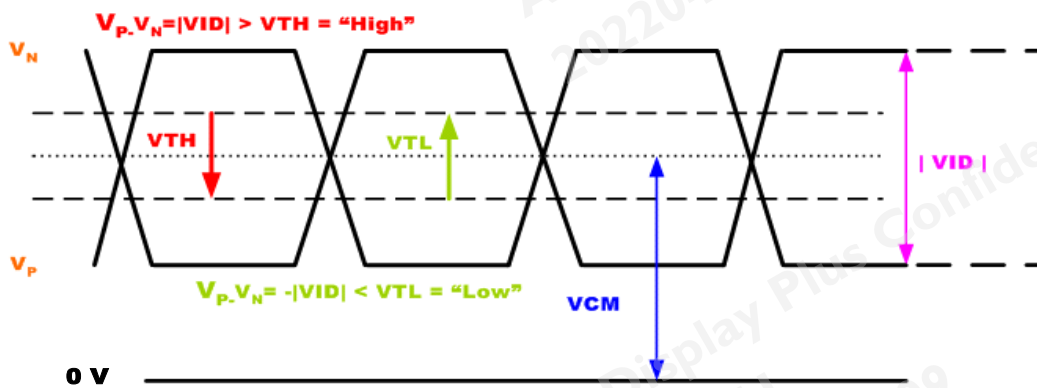 VP-VN=|VID| > VTH = “High”
VN
VTH
VTL
| VID |
VP
VP-VN= -|VID| < VTL = “Low”
VCM
0 V
Display Plus Confide